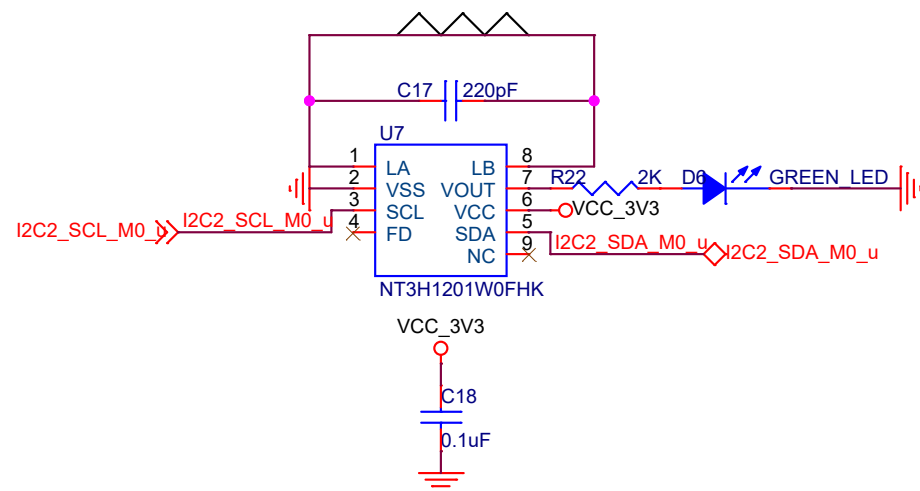 C17 220pF
U7
1 LA LB 8
2 VSS VOUT 7 R22 2K D6 GREEN_LED
3 SCL VCC 6 VCC_3V3
I2C2_SCL_M0_u I2C2_SCL_M0_u
4 FD SDA 5 I2C2_SDA_M0_u I2C2_SDA_M0_u
NC 9
NT3H1201W0FHK
VCC_3V3
C18
0.1uF